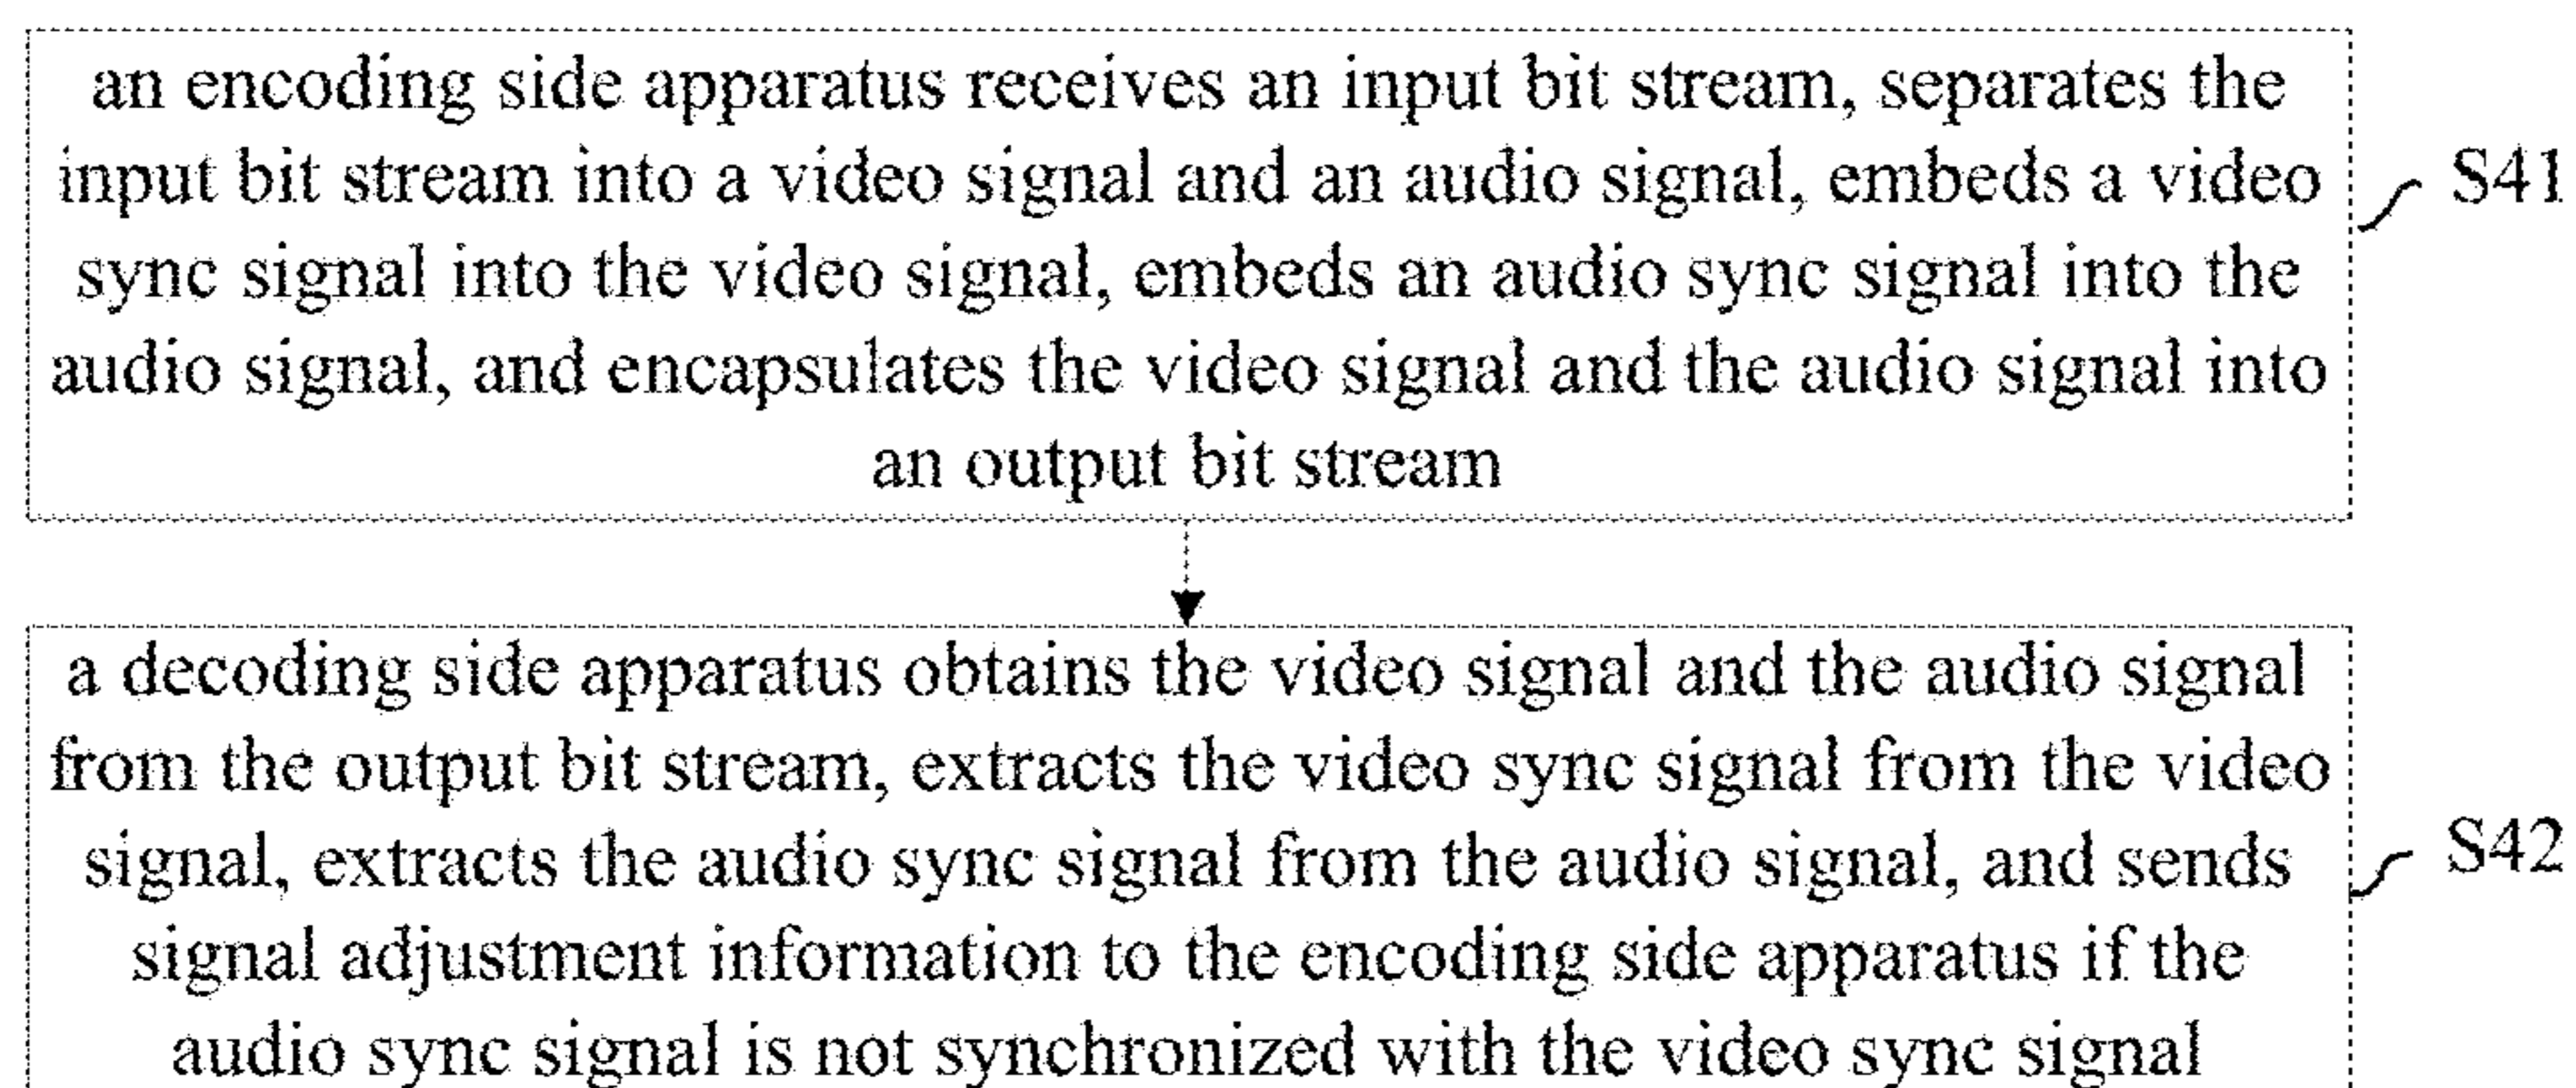 an encoding side apparatus receives an input bit stream, separates the
input bit stream into a video signal and an audio signal, embeds a video
sync signal into the video signal, embeds an audio sync signal into the
audio signal, and encapsulates the video signal and the audio signal into
an output bit stream
S41
a decoding side apparatus obtains the video signal and the audio signal
from the output bit stream, extracts the video sync signal from the video
signal, extracts the audio sync signal from the audio signal, and sends
signal adjustment information to the encoding side apparatus if the
audio sync signal is not synchronized with the video sync signal
S42